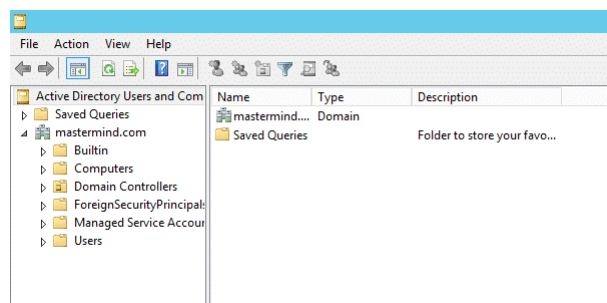 File Action View Help
Active Directory Users and Com
Saved Queries
mastermind.com
Builtin
Computers
Domain Controllers
ForeignSecurityPrincipals
Managed Service Accour
Users
Name Type Description
mastermind.... Domain
Saved Queries Folder to store your favo...